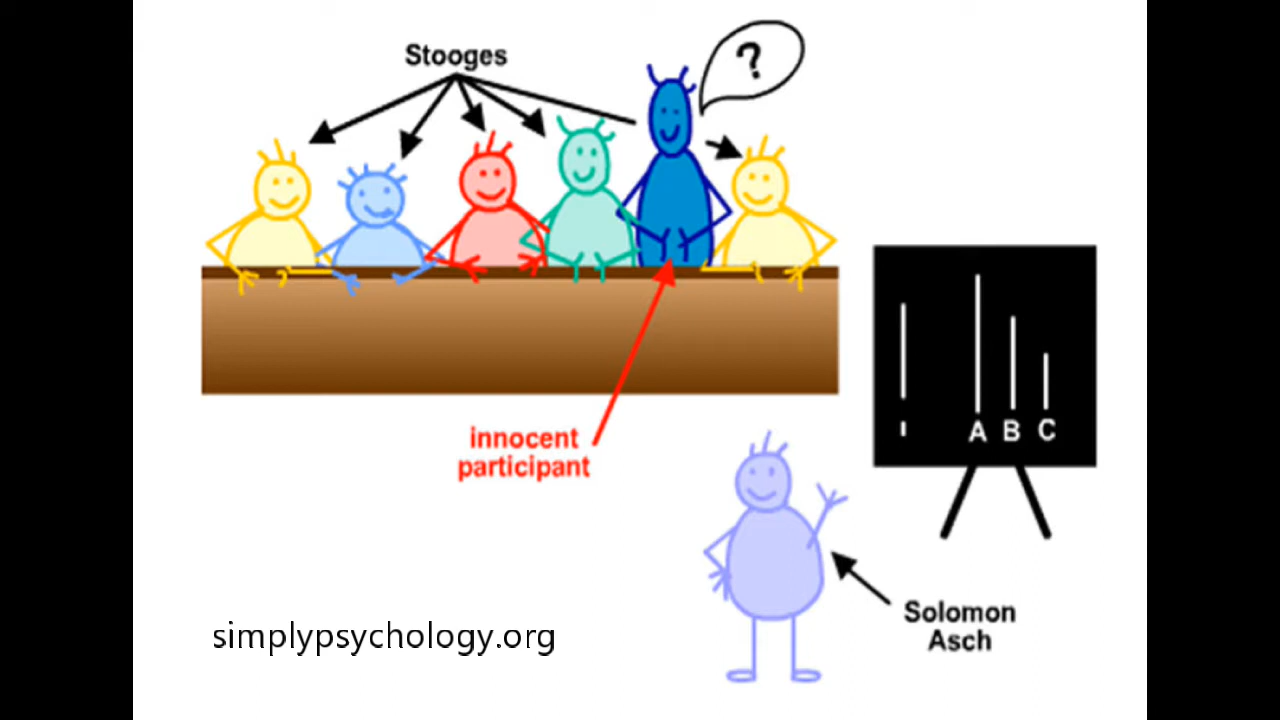 Stooges
?
A B C
innocent
participant
Solomon
Asch
simplypsychology.org